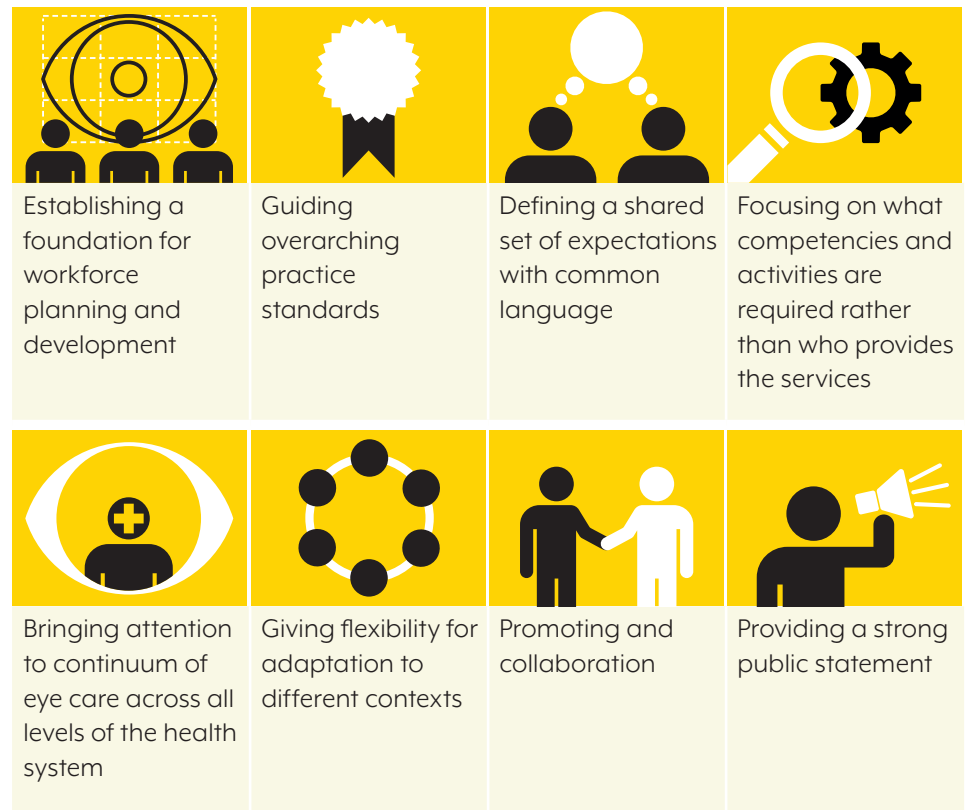 Establishing a
foundation for
workforce
planning and
development
Guiding
overarching
practice
standards
Defining a shared
set of expectations
with common
language
Focusing on what
competencies and
activities are
required rather
than who provides
the services
Bringing attention
to continuum of
eye care across all
levels of the health
system
Giving flexibility for
adaptation to
different contexts
Promoting and
collaboration
Providing a strong
public statement